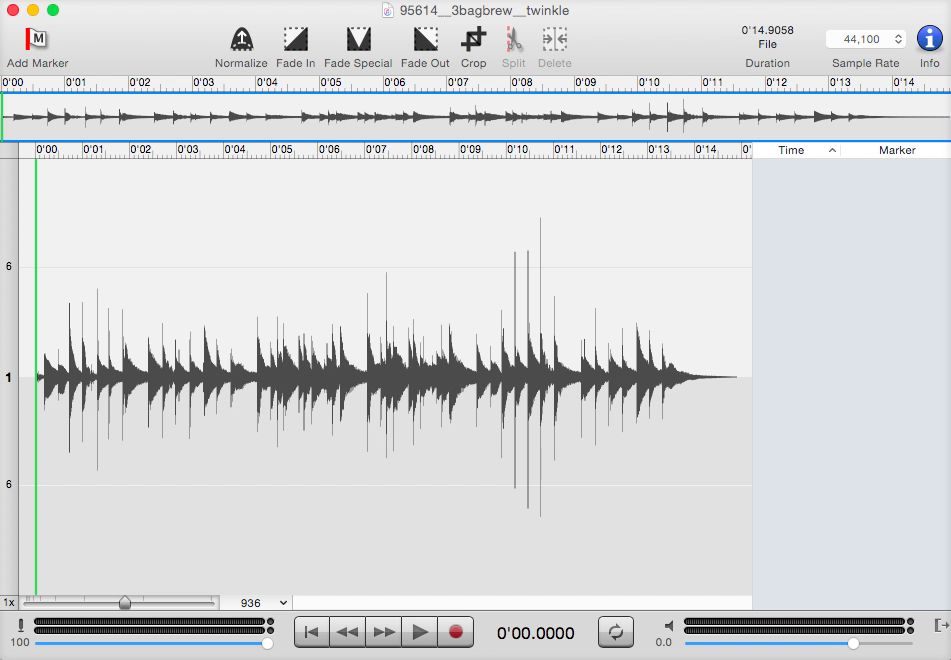 95614__3bagbrew__twinkle
M
Add Marker
Normalize Fade In Fade Special Fade Out Crop Split Delete
0'14.9058
File
Duration
44,100
Sample Rate
i
Info
0'00 0'01 0'02 0'03 0'04 0'05 0'06 0'07 0'08 0'09 0'10 0'11 0'12 0'13 0'14
0'00 0'01 0'02 0'03 0'04 0'05 0'06 0'07 0'08 0'09 0'10 0'11 0'12 0'13 0'14 0'
Time Marker
6
1
6
1x
936
100
0'00.0000
0.0